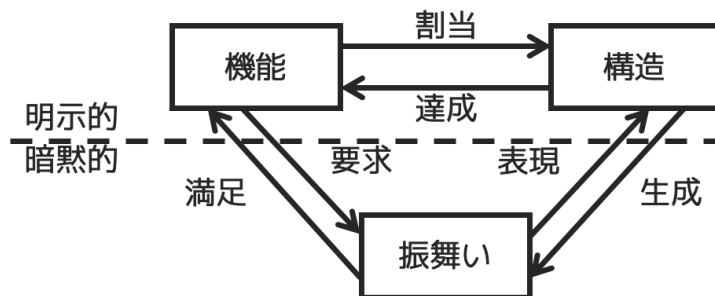 割当
機能
構造
達成
明示的
暗黙的
要求
表現
満足
生成
振舞い